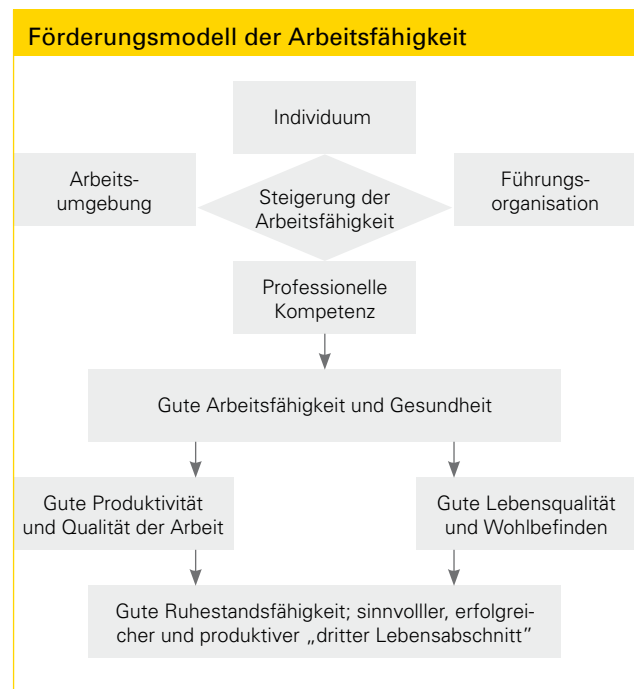 Förderungsmodell der Arbeitsfähigkeit
Individuum
Arbeits-
umgebung
Steigerung der
Arbeitsfähigkeit
Führungs-
organisation
Professionelle
Kompetenz
Gute Arbeitsfähigkeit und Gesundheit
Gute Produktivität
und Qualität der Arbeit
Gute Lebensqualität
und Wohlbefinden
Gute Ruhestandsfähigkeit; sinnvolller, erfolgrei-
cher und produktiver „dritter Lebensabschnitt”